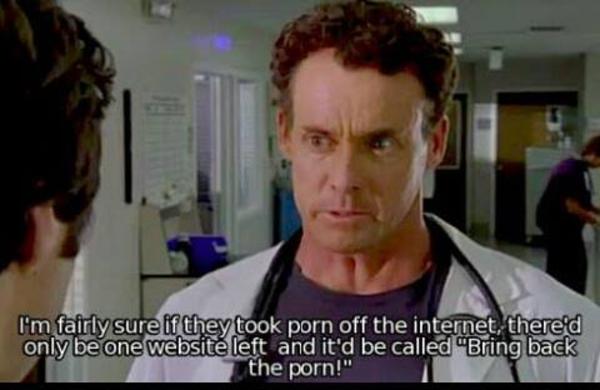 I'm fairly sure if they took porn off the internet, there'd
only be one website left  and it'd be called "Bring back
the porn!"